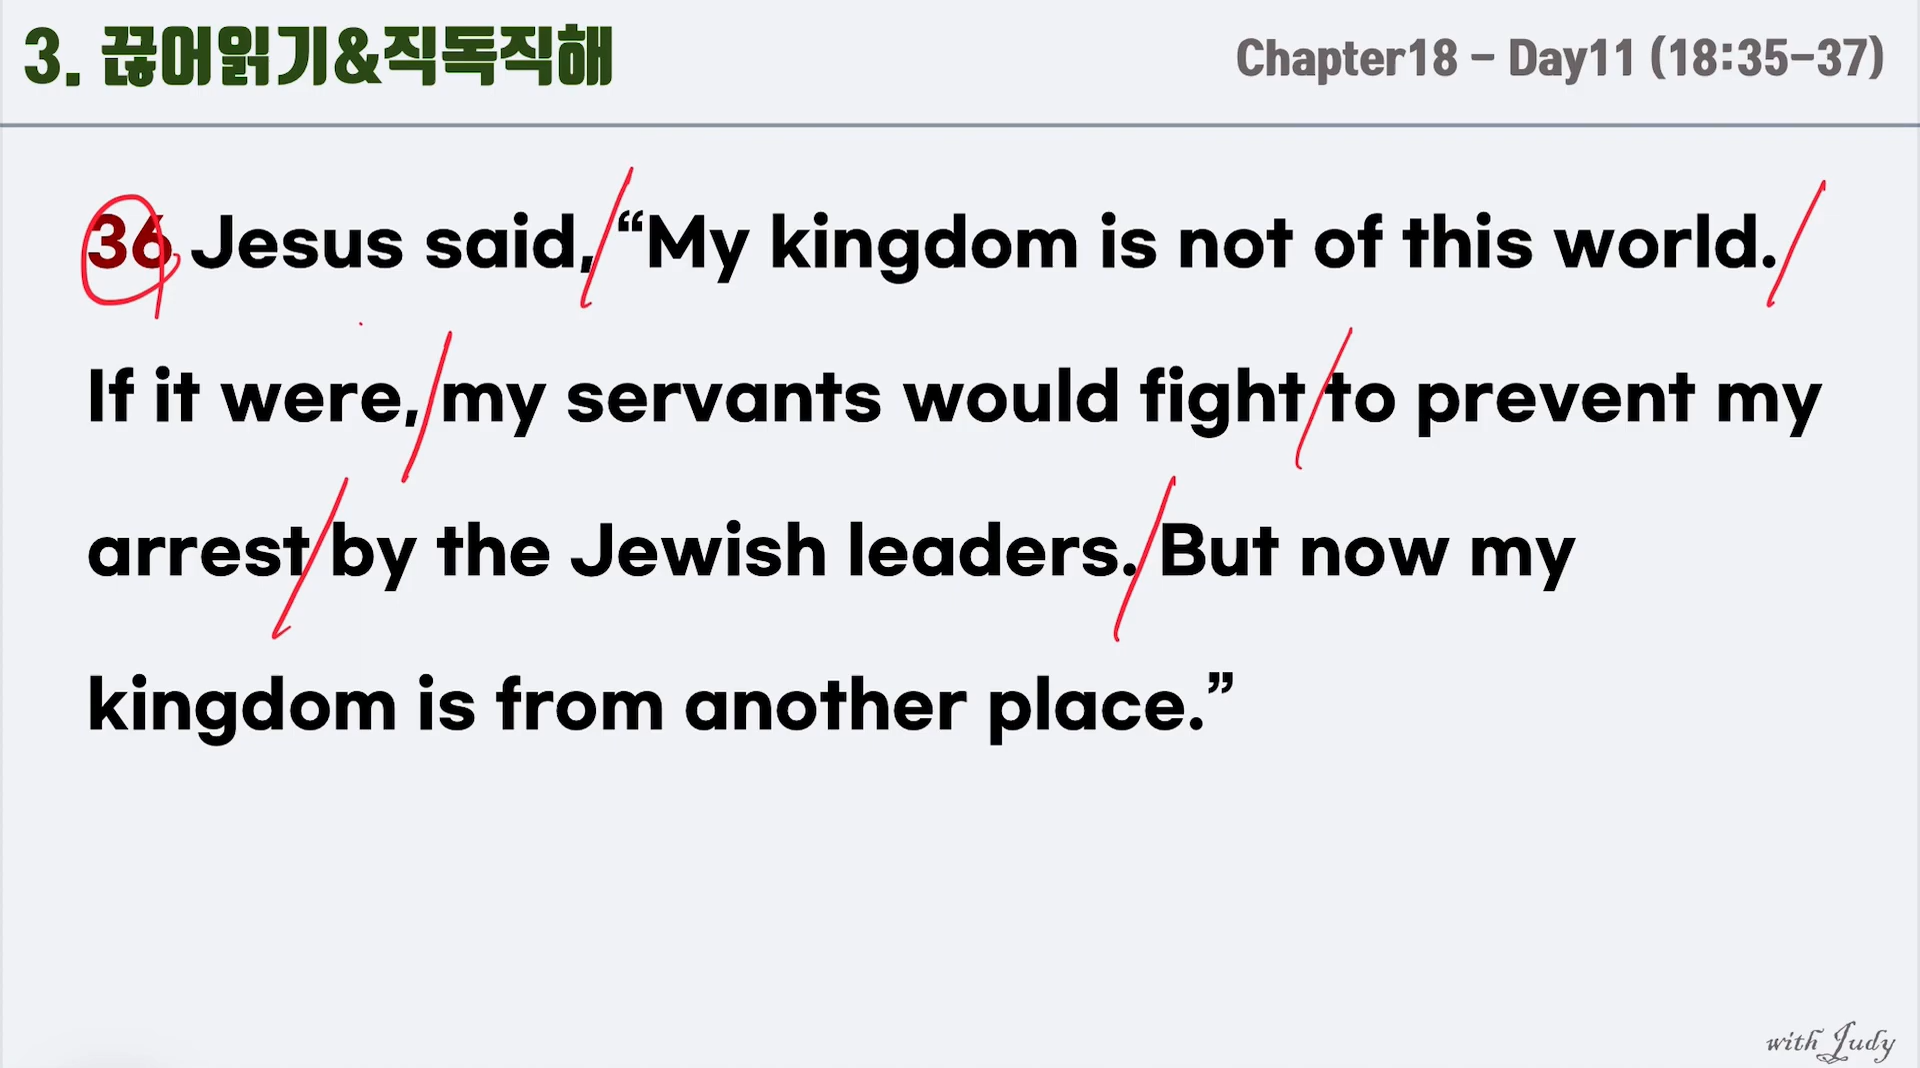 3. 끊어읽기&직독직해
Chapter18 - Day11 (18:35-37)
36 Jesus said, “My kingdom is not of this world.
If it were, my servants would fight to prevent my
arrest by the Jewish leaders. But now my
kingdom is from another place.”
with Judy